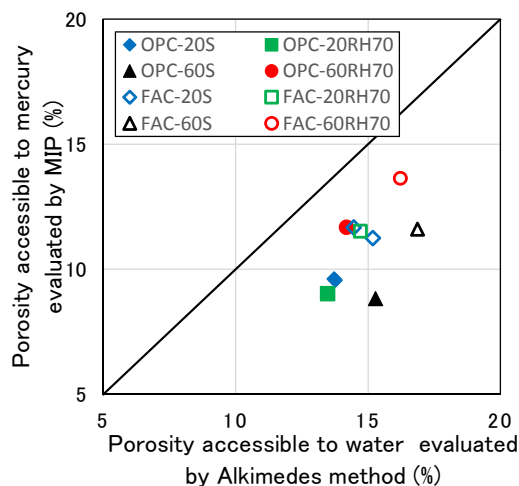 20
OPC-20S OPC-20RH70
OPC-60S OPC-60RH70
FAC-20S FAC-20RH70
FAC-60S FAC-60RH70
15
10
5
5 10 15 20
Porosity accessible to mercury
evaluated by MIP (%)
Porosity accessible to water evaluated
by Alkimedes method (%)